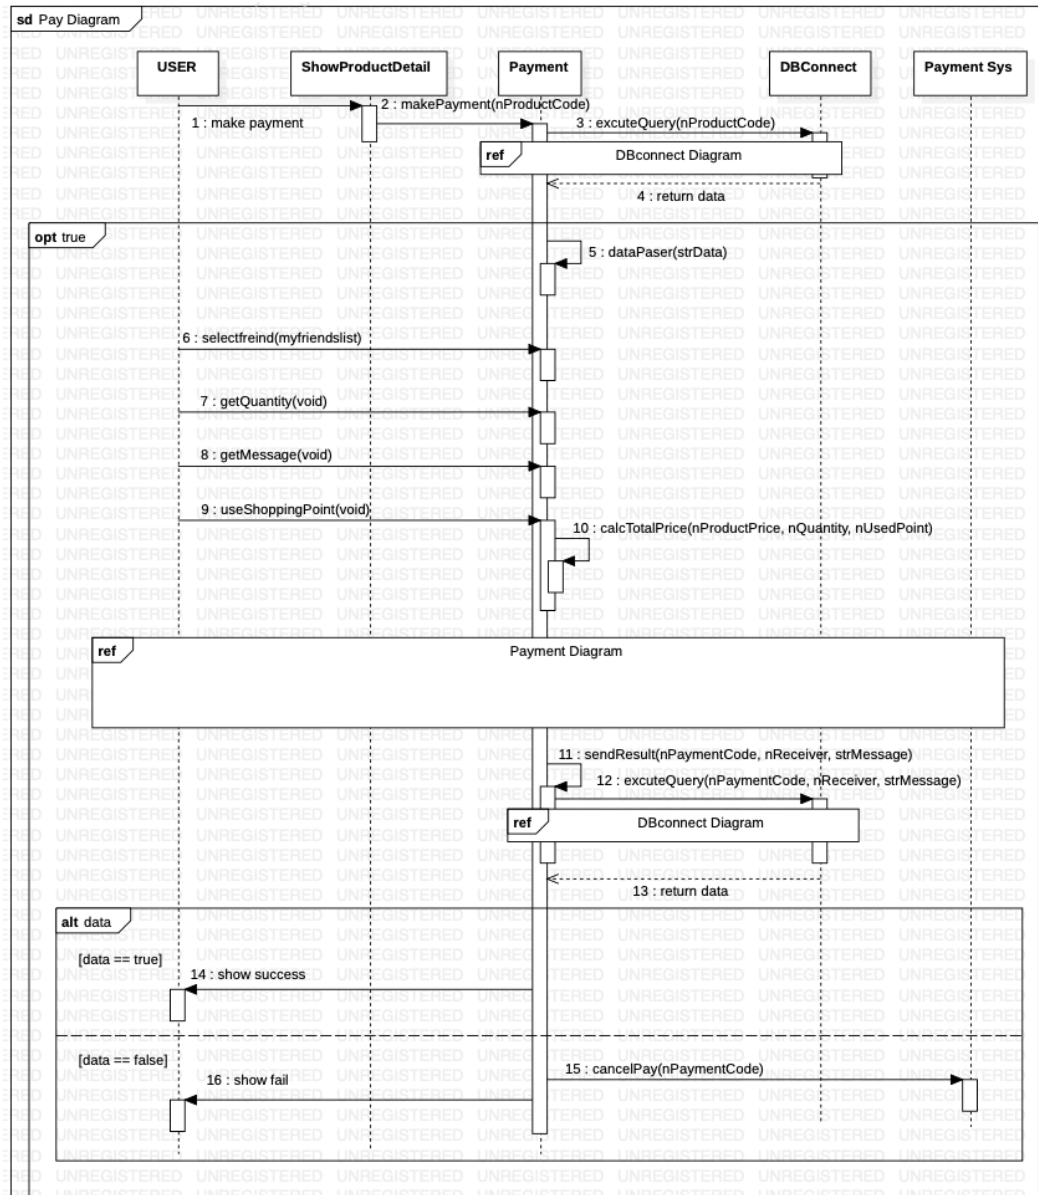 sd Pay Diagram
USER
ShowProductDetail
Payment
DBConnect
Payment Sys
2 : makePayment(nProductCode)
1 : make payment
3 : excuteQuery(nProductCode)
ref DBconnect Diagram
4 : return data
opt true
5 : dataPaser(strData)
6 : selectfreind(myfriendslist)
7 : getQuantity(void)
8 : getMessage(void)
9 : useShoppingPoint(void)
10 : calcTotalPrice(nProductPrice, nQuantity, nUsedPoint)
ref Payment Diagram
11 : sendResult(nPaymentCode, nReceiver, strMessage)
12 : excuteQuery(nPaymentCode, nReceiver, strMessage)
ref DBconnect Diagram
13 : return data
alt data
[data == true]
14 : show success
[data == false]
15 : cancelPay(nPaymentCode)
16 : show fail
UNREGISTERED